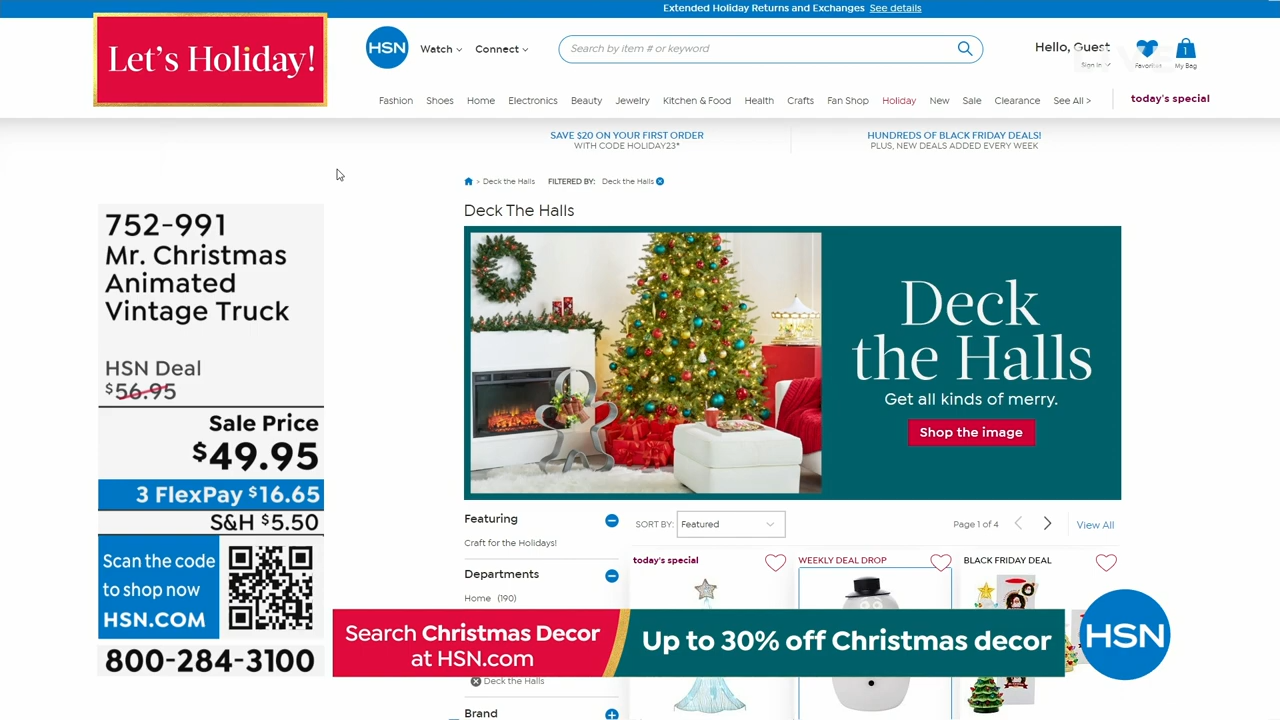 Extended Holiday Returns and Exchanges See details
Let's Holiday!
HSN
Watch
Connect
Search by item # or keyword
Hello, Guest
Sign in
Favorites
1
My Bag
Fashion Shoes Home Electronics Beauty Jewelry Kitchen & Food Health Crafts Fan Shop Holiday New Sale Clearance See All > today's special
SAVE $20 ON YOUR FIRST ORDER
WITH CODE HOLIDAY23*
HUNDREDS OF BLACK FRIDAY DEALS!
PLUS, NEW DEALS ADDED EVERY WEEK
> Deck the Halls FILTERED BY: Deck the Halls
Deck The Halls
Deck
the Halls
Get all kinds of merry.
Shop the image
752-991
Mr. Christmas
Animated
Vintage Truck
HSN Deal
$56.95
Sale Price
$49.95
3 FlexPay $16.65
S&H $5.50
Scan the code
to shop now
HSN.COM
800-284-3100
Featuring
Craft for the Holidays!
Departments
Home (190)
SORT BY: Featured
Page 1 of 4
View All
today's special
WEEKLY DEAL DROP
BLACK FRIDAY DEAL
Search Christmas Decor
at HSN.com
Up to 30% off Christmas decor
HSN
Deck the Halls
Brand